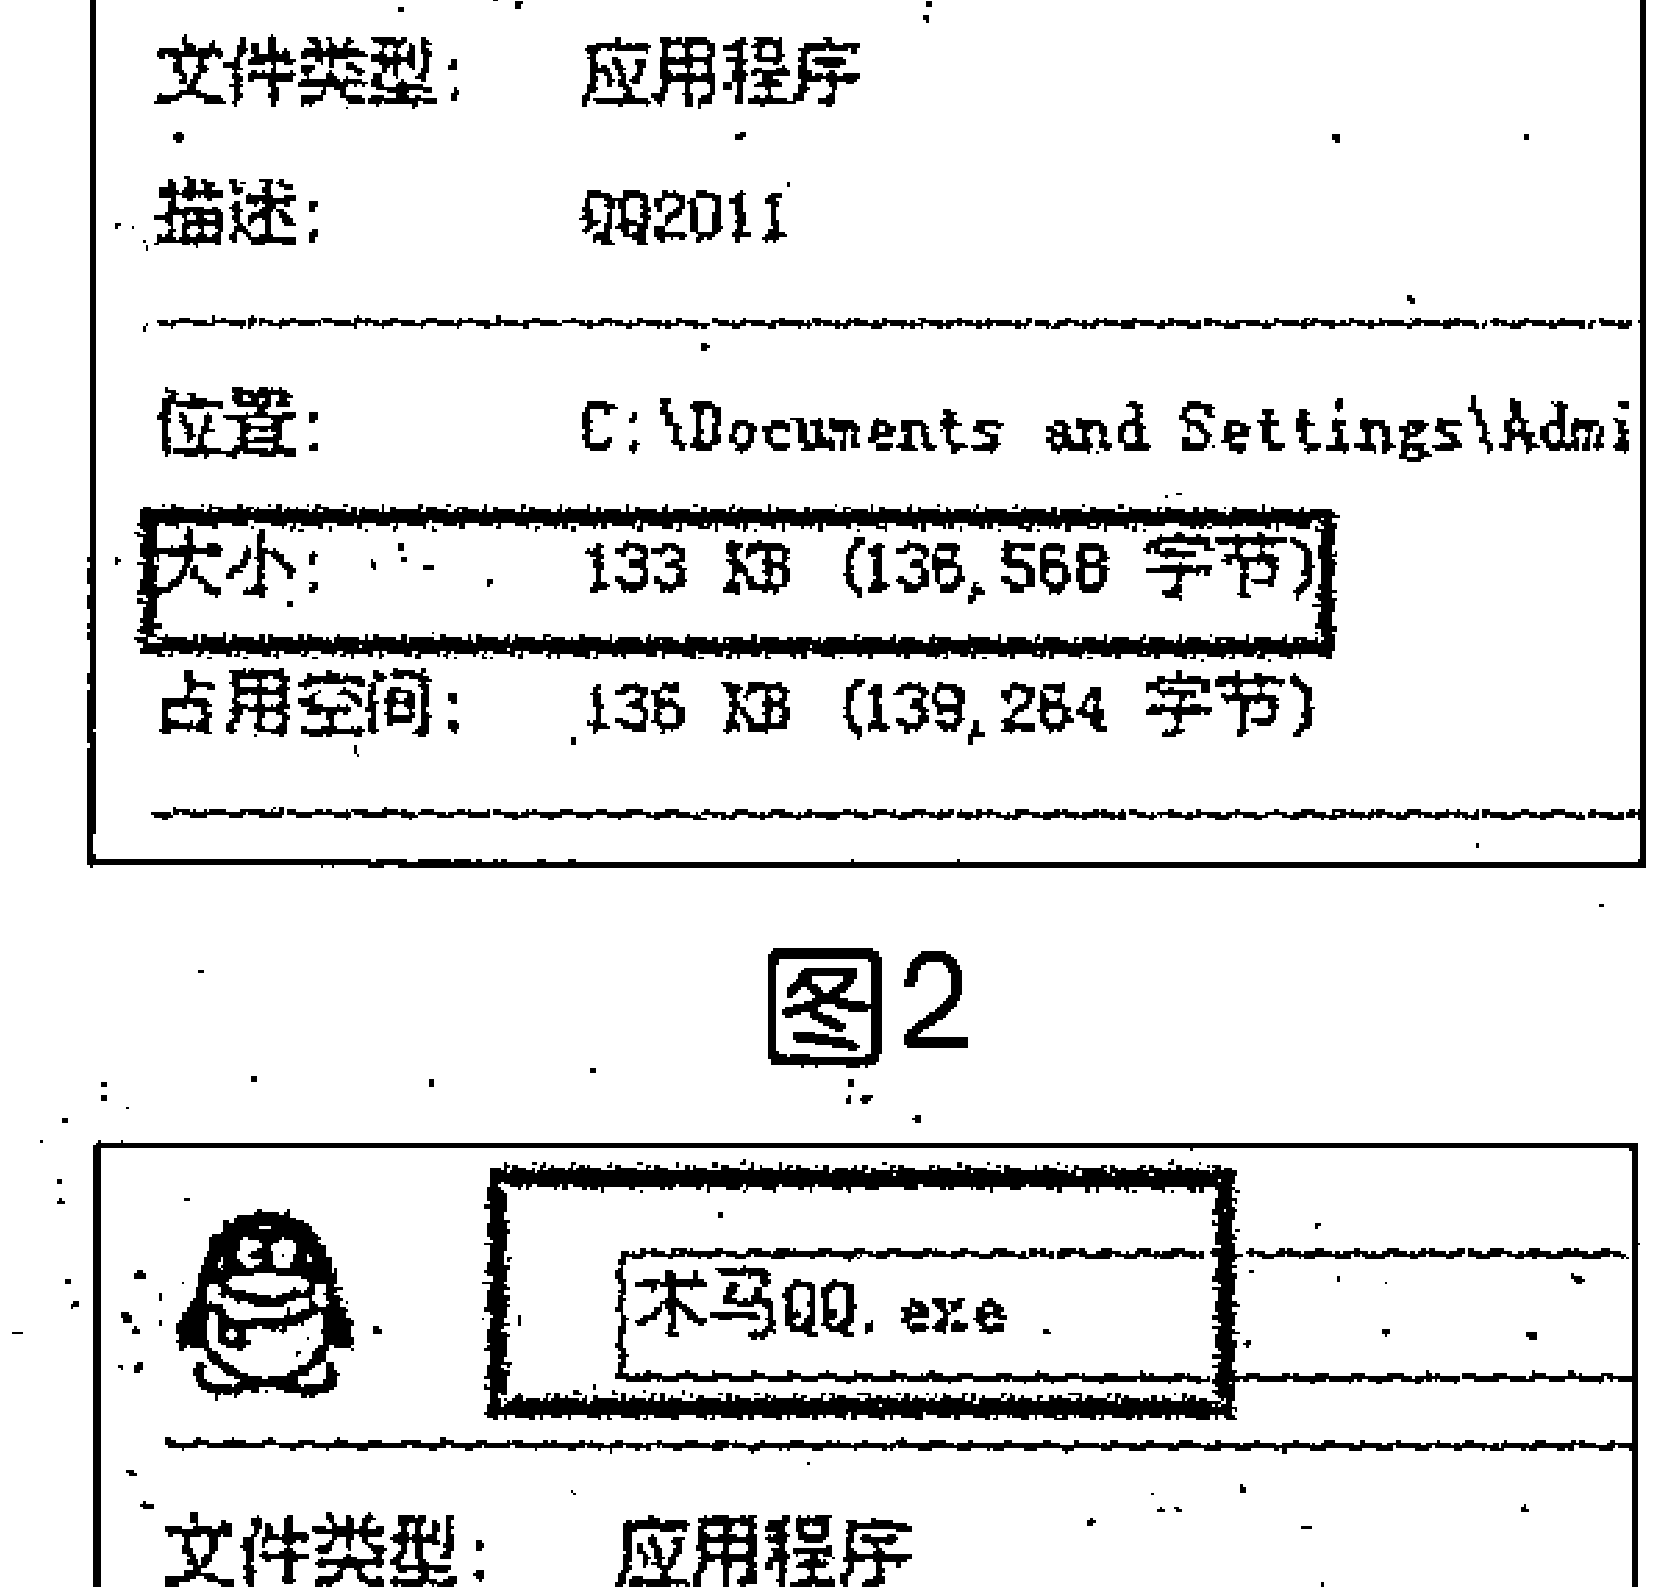 文件类型: 应用程序
描述: QQ2011
位置: C:\Documents and Settings\Admi
大小: 133 KB (136,568 字节)
占用空间: 136 KB (139,264 字节)
图2
木马QQ.exe
文件类型: 应用程序